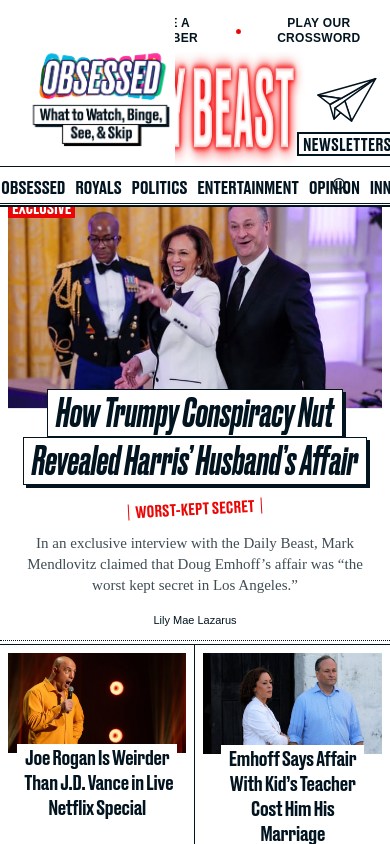 E A
BER
PLAY OUR
CROSSWORD
OBSESSED
What to Watch, Binge,
See, & Skip
Y BEAST
NEWSLETTERS
OBSESSED ROYALS POLITICS ENTERTAINMENT OPINION INN
EXCLUSIVE
How Trumpy Conspiracy Nut
Revealed Harris’ Husband’s Affair
WORST-KEPT SECRET
In an exclusive interview with the Daily Beast, Mark
Mendlovitz claimed that Doug Emhoff’s affair was “the
worst kept secret in Los Angeles.”
Lily Mae Lazarus
Joe Rogan Is Weirder
Than J.D. Vance in Live
Netflix Special
Emhoff Says Affair
With Kid’s Teacher
Cost Him His
Marriage